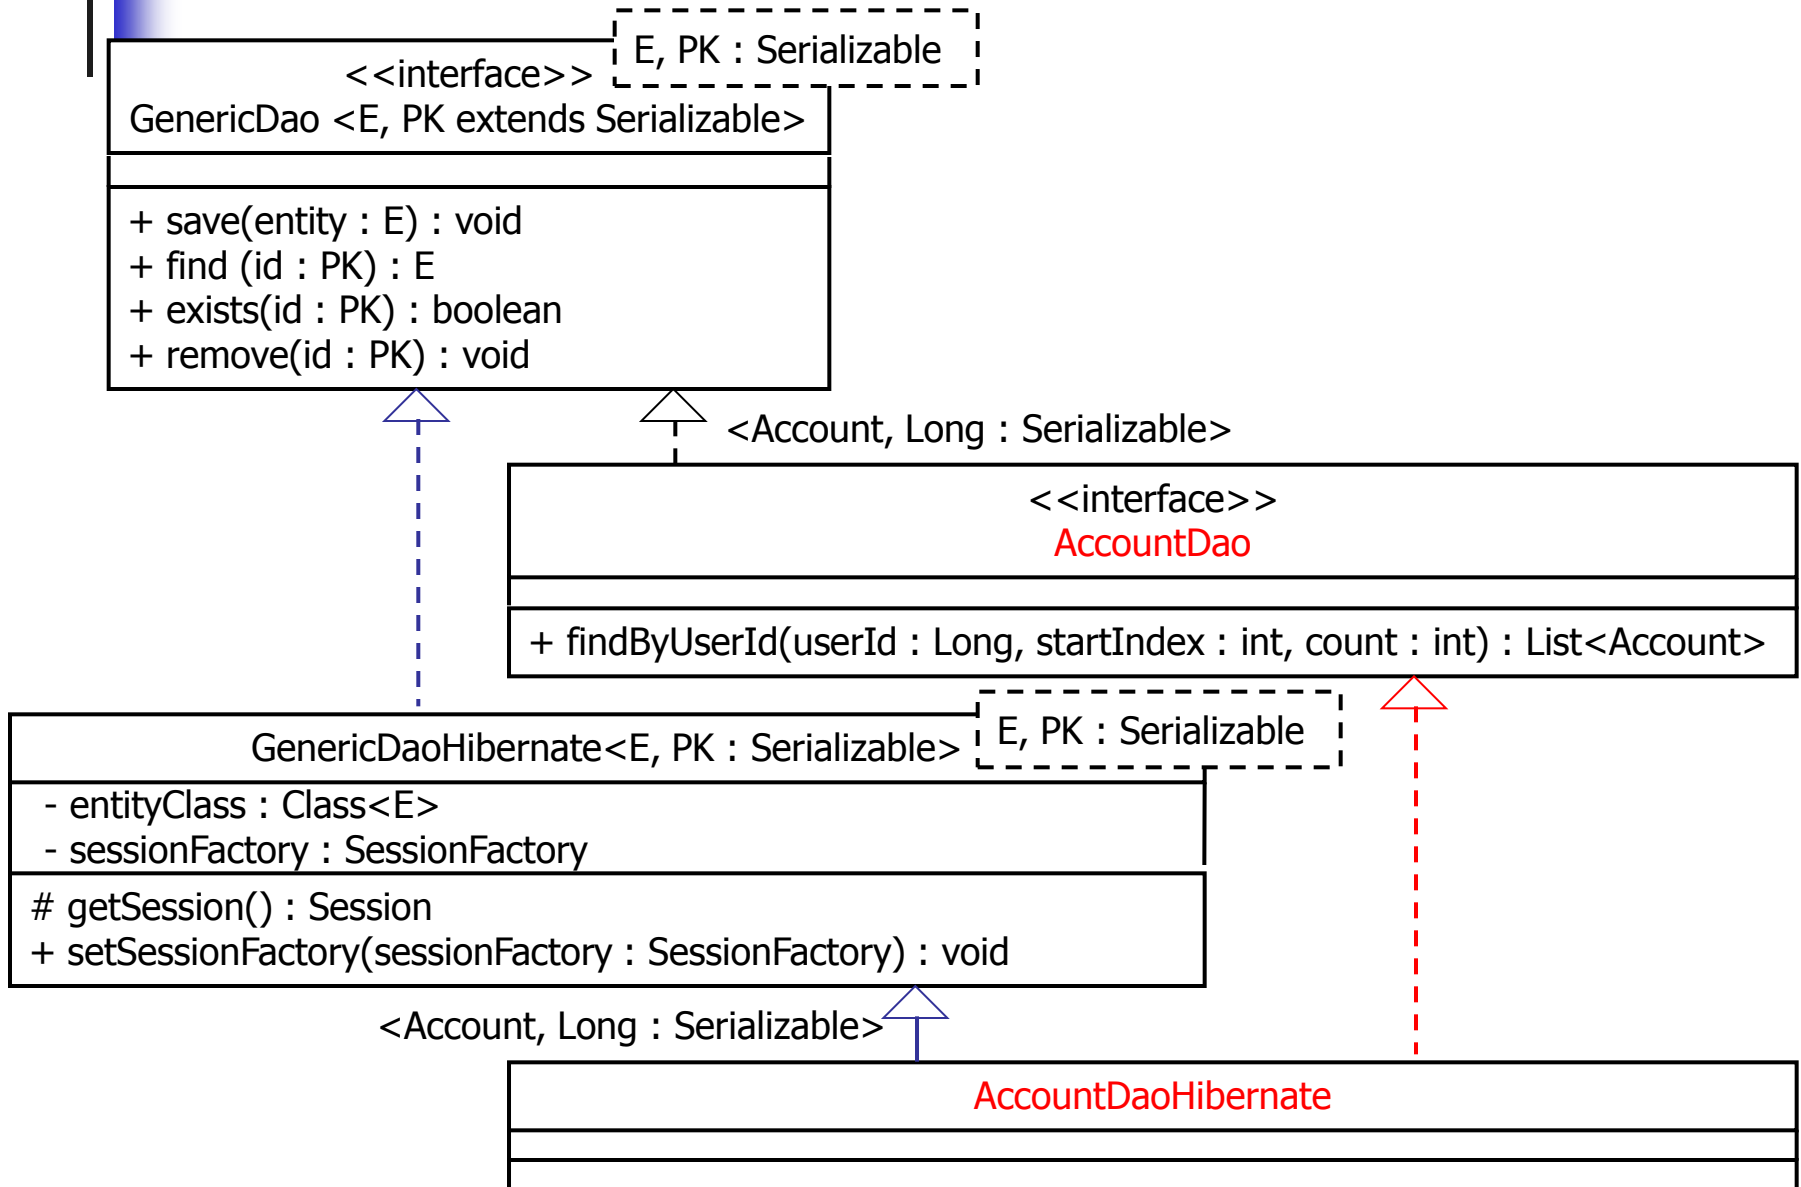 E, PK : Serializable
<<interface>>
GenericDao <E, PK extends Serializable>
+ save(entity : E) : void
+ find (id : PK) : E
+ exists(id : PK) : boolean
+ remove(id : PK) : void
<Account, Long : Serializable>
<<interface>>
AccountDao
+ findByUserId(userId : Long, startIndex : int, count : int) : List<Account>
E, PK : Serializable
GenericDaoHibernate<E, PK : Serializable>
- entityClass : Class<E>
- sessionFactory : SessionFactory
# getSession() : Session
+ setSessionFactory(sessionFactory : SessionFactory) : void
<Account, Long : Serializable>
AccountDaoHibernate